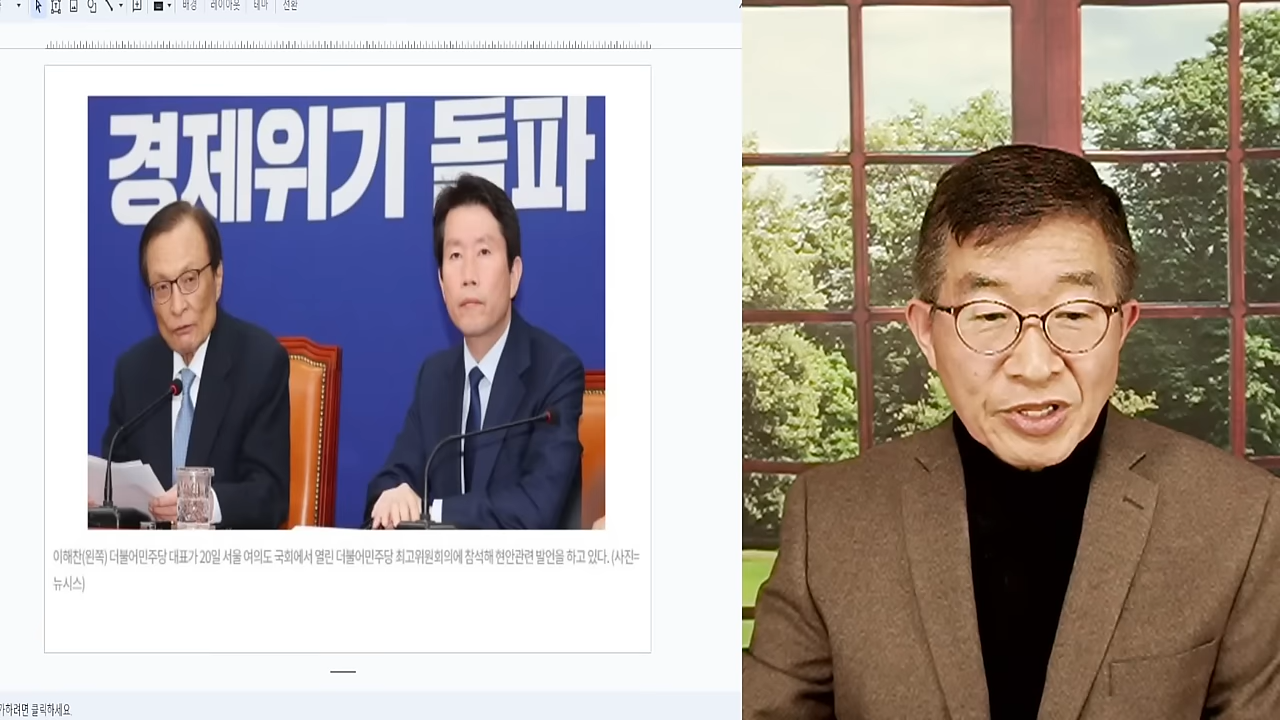 배경 레이아웃 테마 전환
경제위기 돌파
이해찬(왼쪽) 더불어민주당 대표가 20일 서울 여의도 국회에서 열린 더불어민주당 최고위원회의에 참석해 현안관련 발언을 하고 있다. (사진=
뉴시스)
가하려면 클릭하세요.